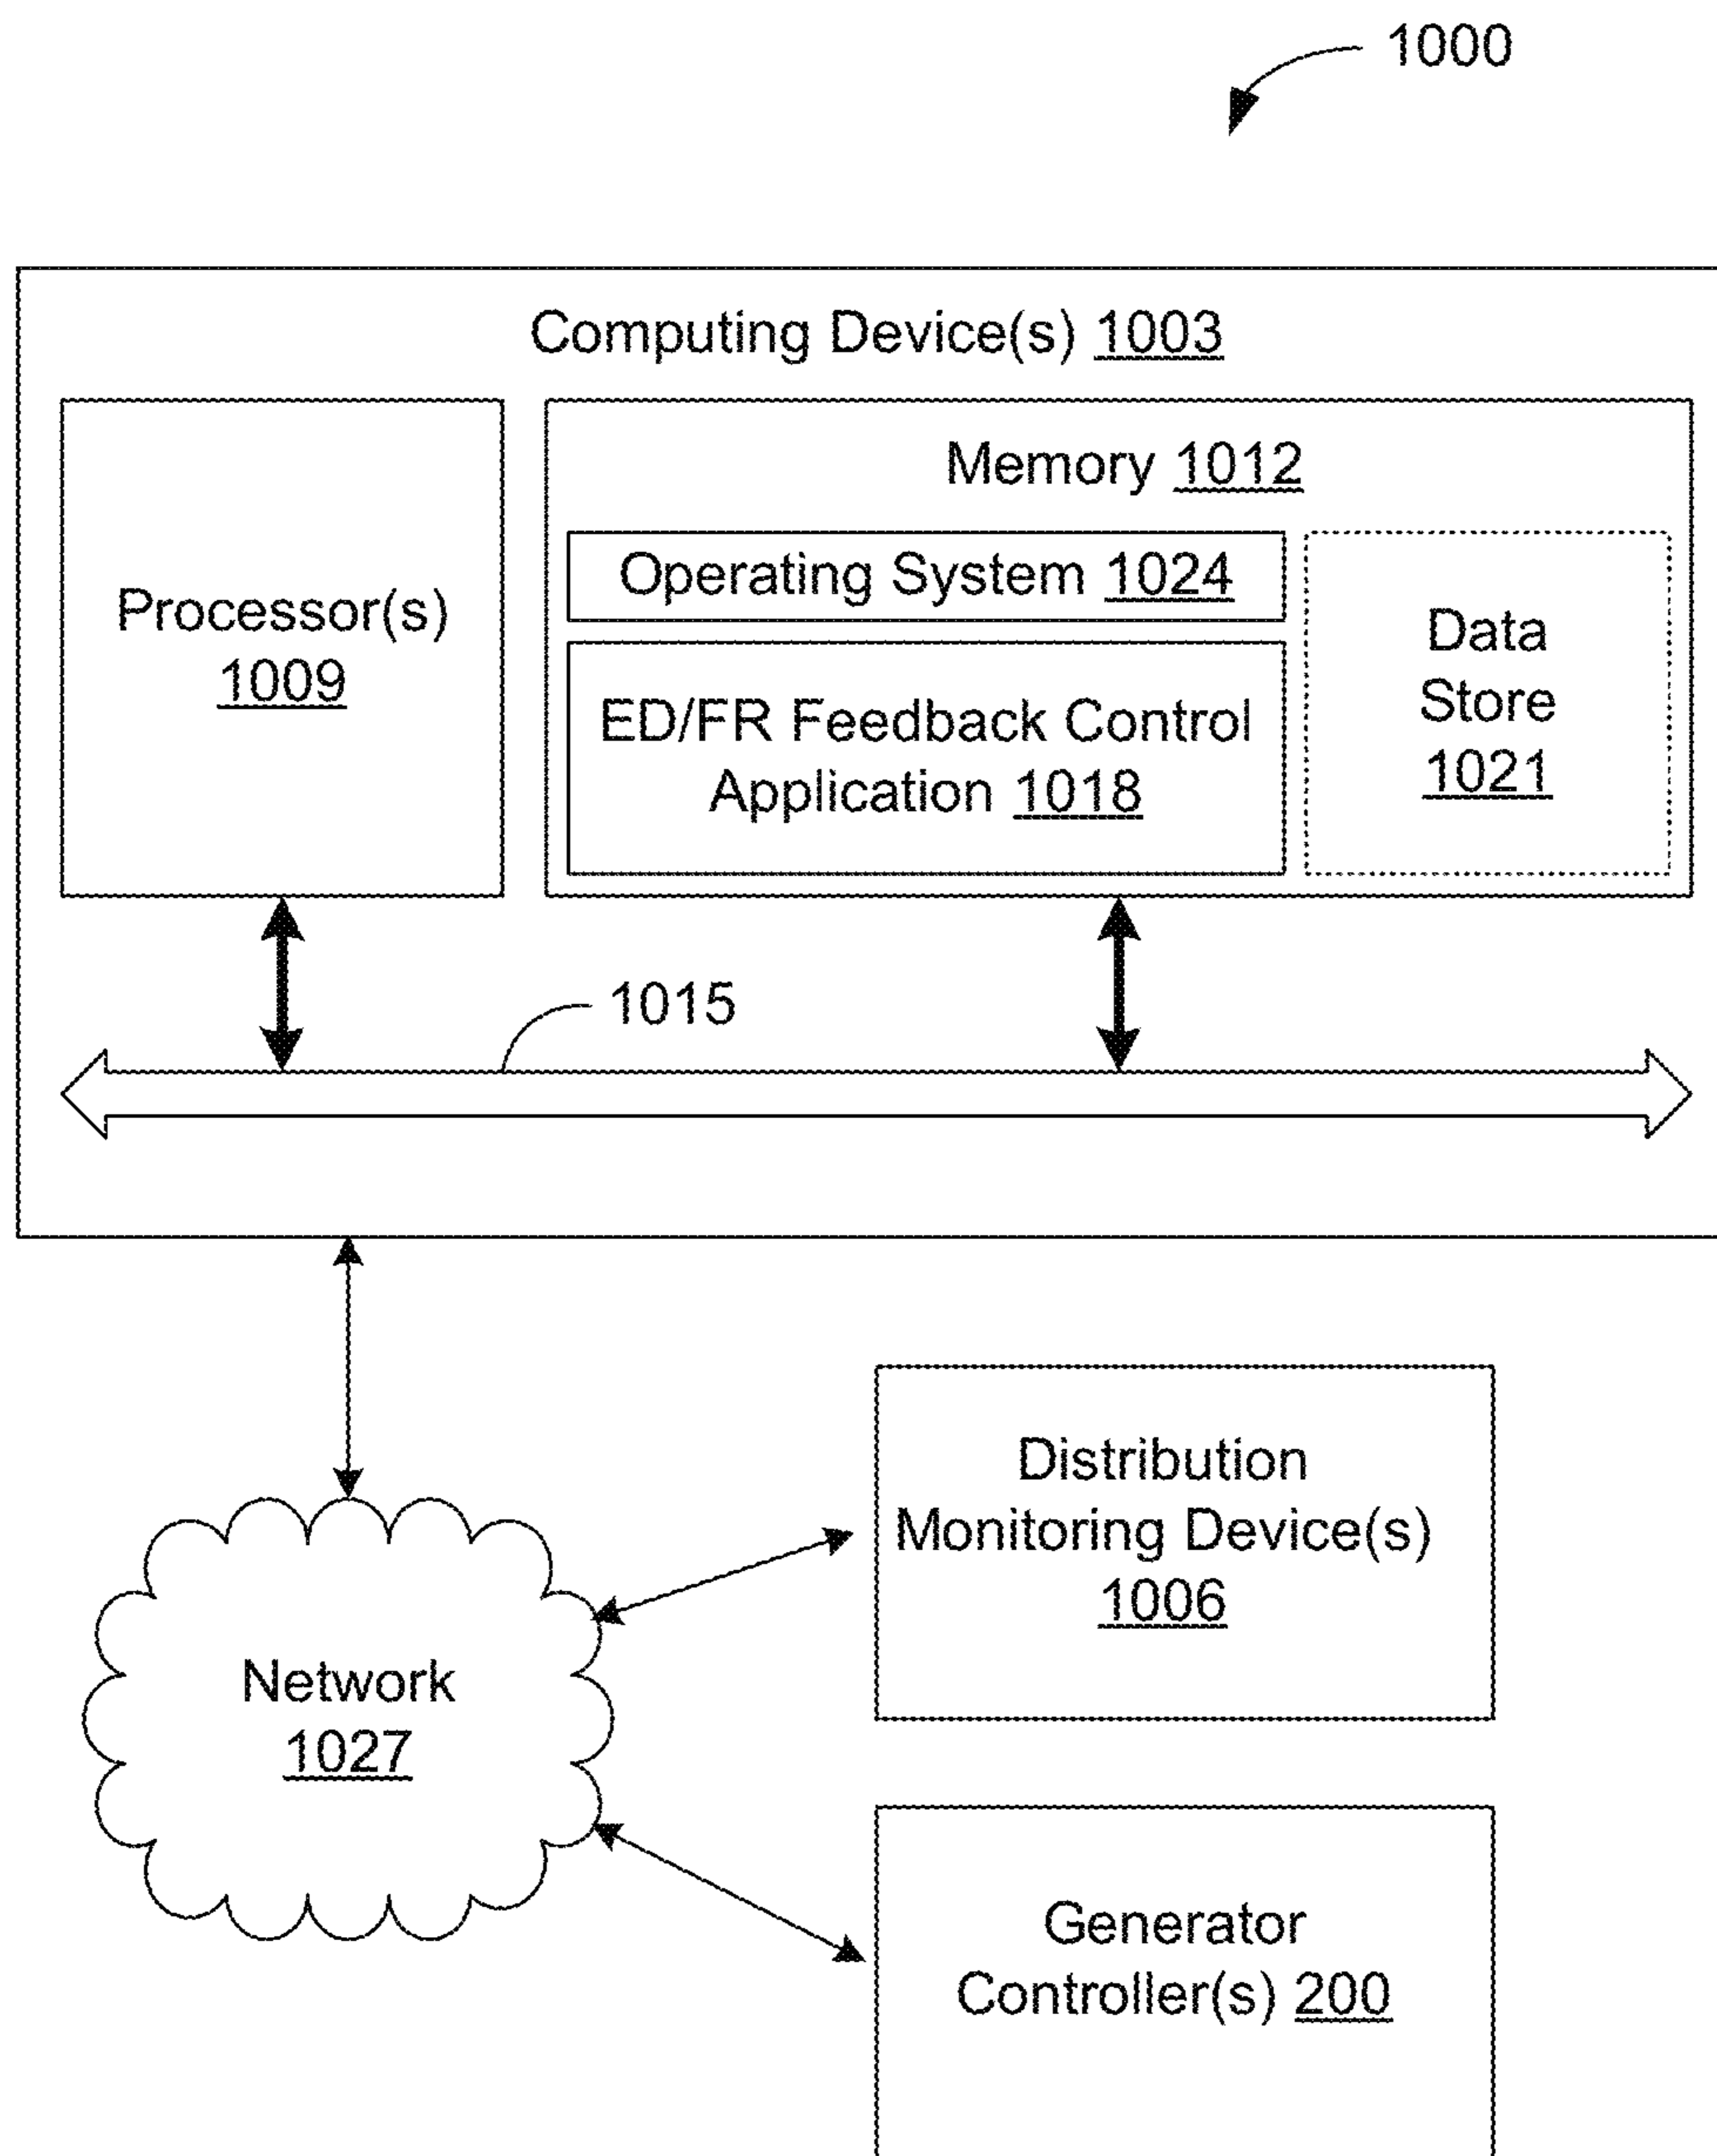 1000
Computing Device(s) 1003
Processor(s)
1009
Memory 1012
Operating System 1024
ED/FR Feedback Control
Application 1018
Data
Store
1021
1015
Distribution
Monitoring Device(s)
1006
Network
1027
Generator
Controller(s) 200